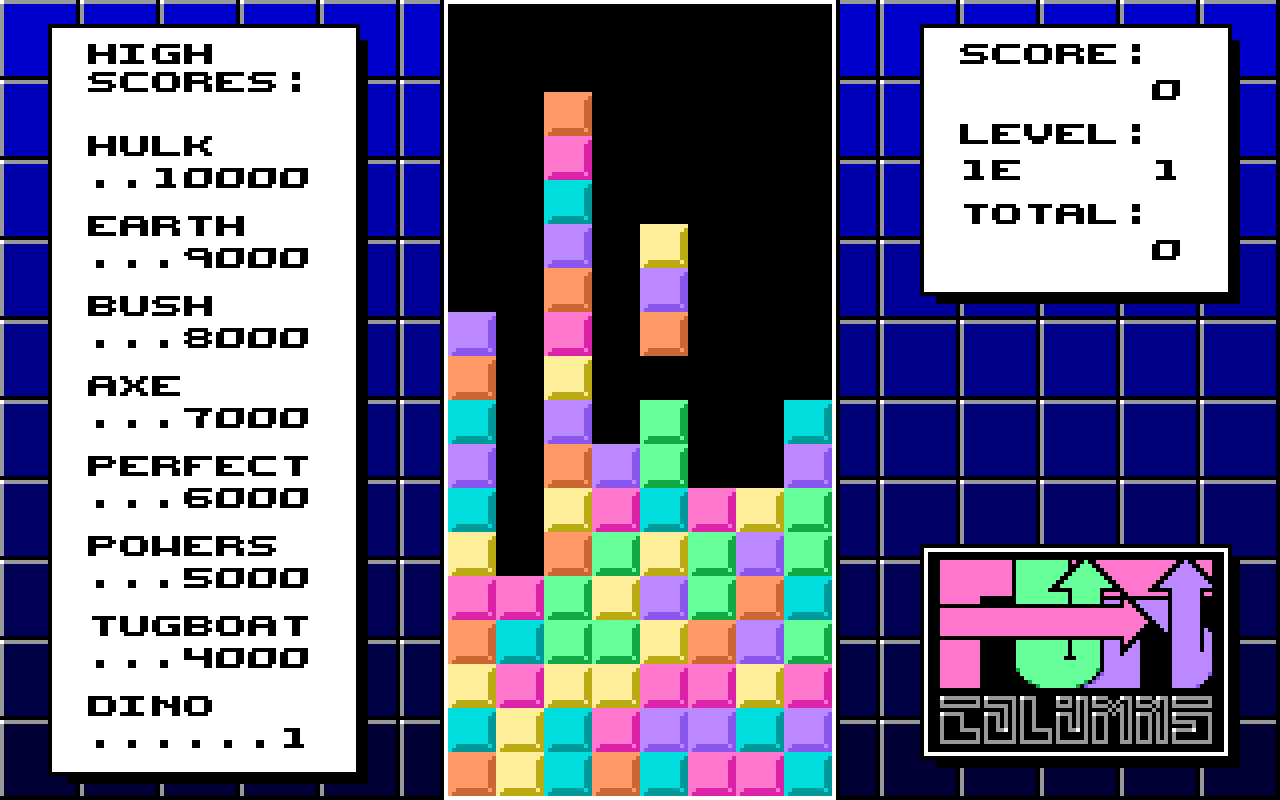 HIGH
SCORES:
HULK
..10000
EARTH
...9000
BUSH
...8000
AXE
...7000
PERFECT
...6000
POWERS
...5000
TUGBOAT
...4000
DINO
......1
SCORE:
0
LEVEL:
1E 1
TOTAL:
0
COLUMNS